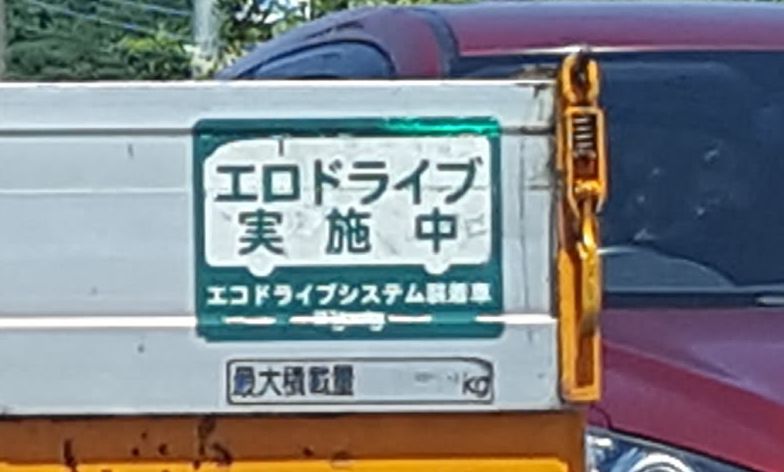 エロドライブ
実施中
エコドライブシステム装着車
最大積載量 kg